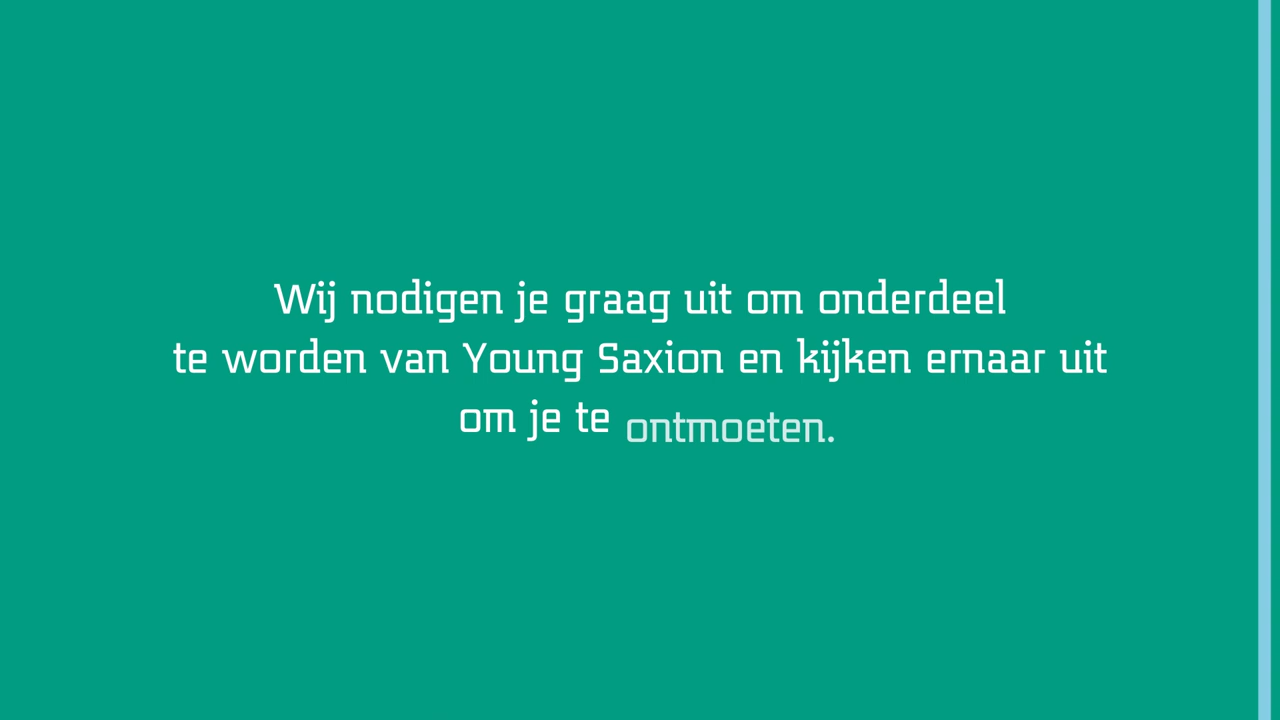 Wij nodigen je graag uit om onderdeel
te worden van Young Saxion en kijken ernaar uit
om je te ontmoeten.